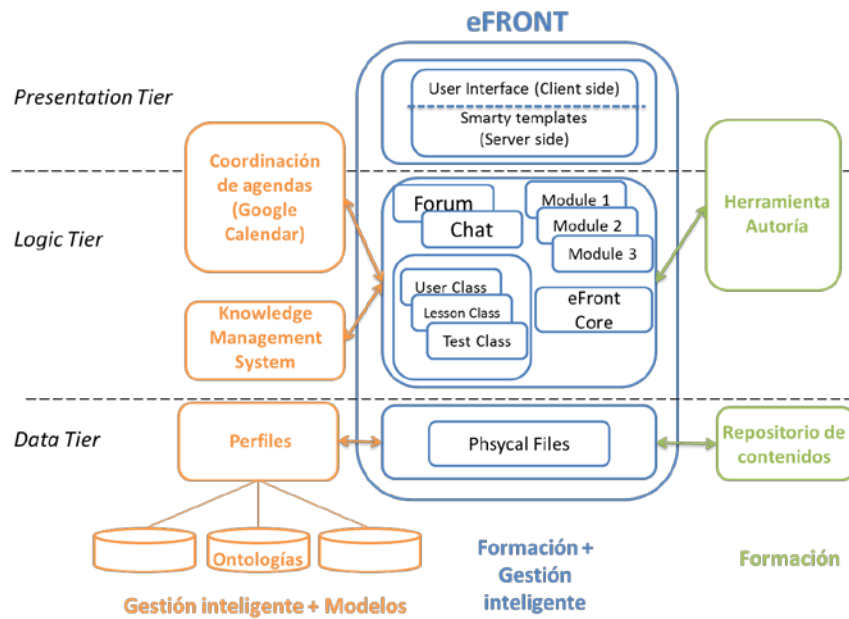 eFRONT
Presentation Tier
User Interface (Client side)
Smarty templates
(Server side)
Coordinación
de agendas
(Google
Calendar)
Logic Tier
Forum
Chat
Module 1
Module 2
Module 3
Herramienta
Autoría
User Class
Lesson Class
Test Class
eFront
Core
Knowledge
Management
System
Data Tier
Perfiles
Phsycal Files
Repositorio de
contenidos
Ontologías
Formación +
Gestión
inteligente
Formación
Gestión inteligente + Modelos